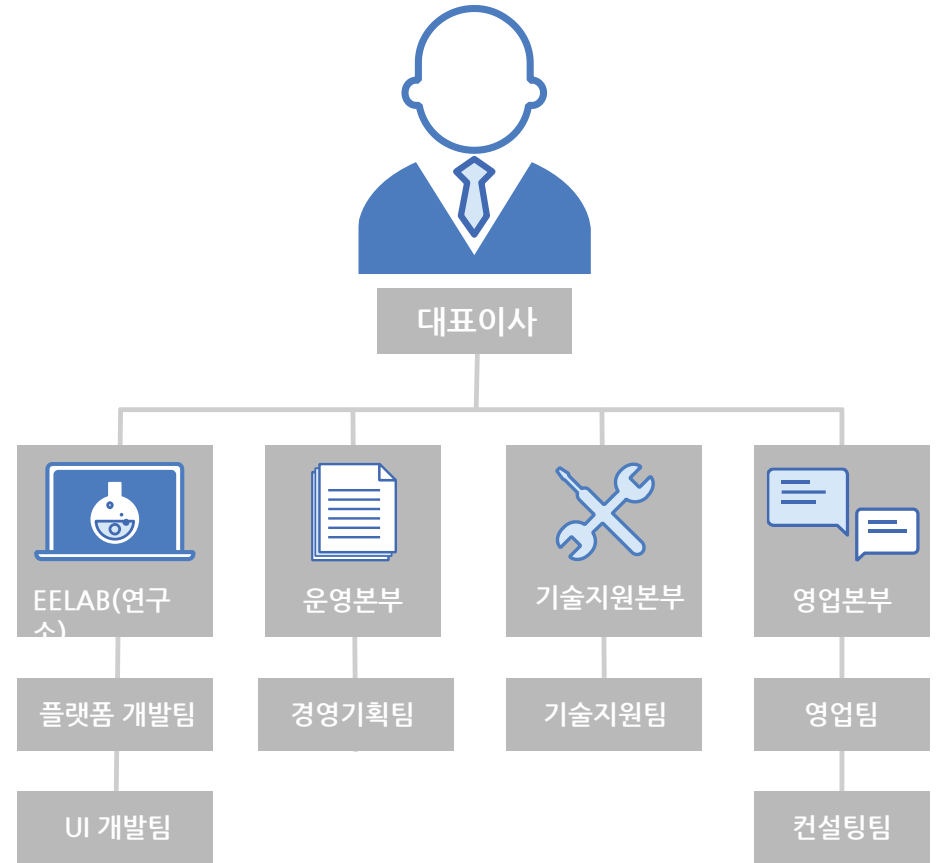 대표이사
EELAB(연구
소)
운영본부
기술지원본부
영업본부
플랫폼 개발팀
경영기획팀
기술지원팀
영업팀
UI 개발팀
컨설팅팀